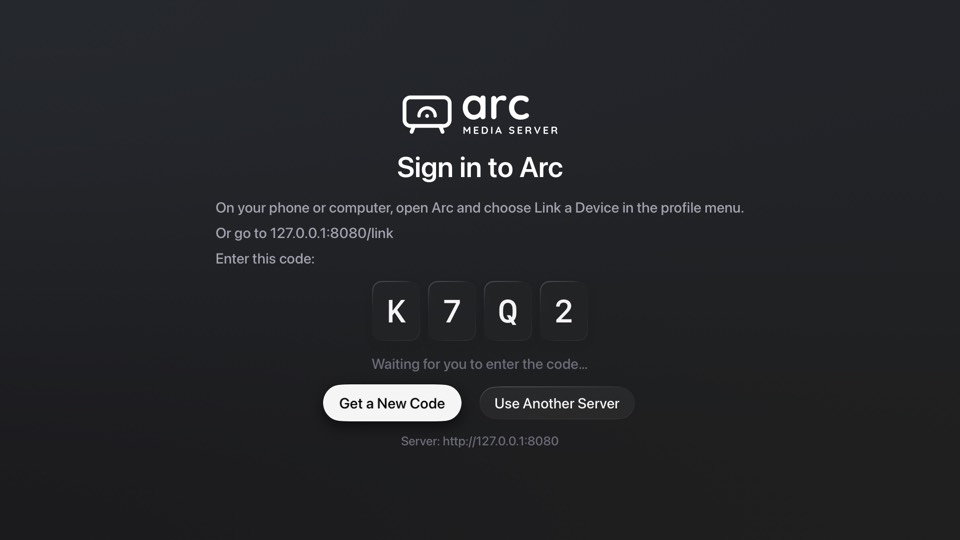 arc
MEDIA SERVER
Sign in to Arc
On your phone or computer, open Arc and choose Link a Device in the profile menu.
Or go to 127.0.0.1:8080/link
Enter this code:
K 7 Q 2
Waiting for you to enter the code...
Get a New Code Use Another Server
Server: http://127.0.0.1:8080